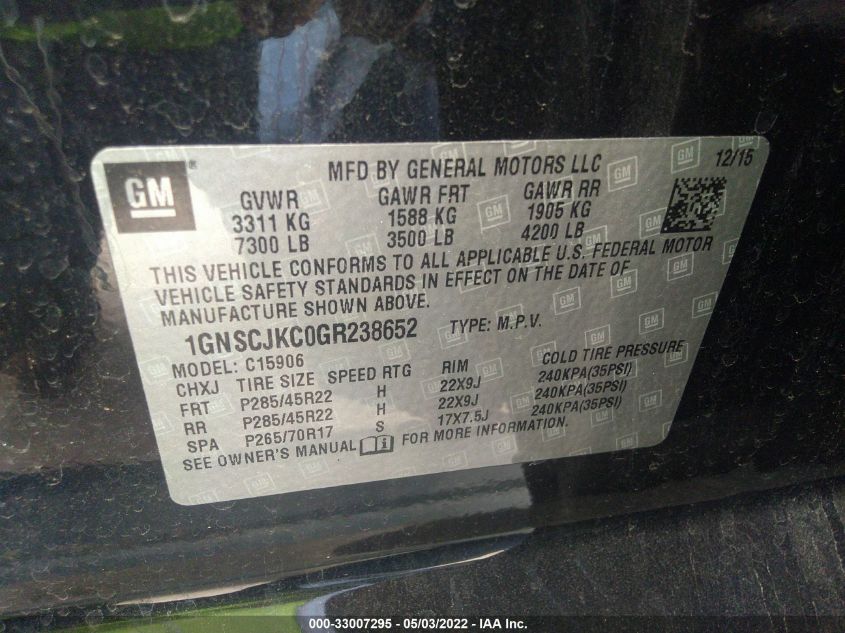 GM
®
MFD BY GENERAL MOTORS LLC 12/15
GVWR GAWR FRT GAWR RR
3311 KG 1588 KG 1905 KG
7300 LB 3500 LB 4200 LB
THIS VEHICLE CONFORMS TO ALL APPLICABLE U.S. FEDERAL MOTOR
VEHICLE SAFETY STANDARDS IN EFFECT ON THE DATE OF
MANUFACTURE SHOWN ABOVE.
1GNSCJKC0GR238652 TYPE: M.P.V.
MODEL: C15906
CHXJ TIRE SIZE SPEED RTG RIM COLD TIRE PRESSURE
FRT P285/45R22 H 22X9J 240KPA(35PSI)
RR P285/45R22 H 22X9J 240KPA(35PSI)
SPA P265/70R17 S 17X7.5J 240KPA(35PSI)
SEE OWNER'S MANUAL FOR MORE INFORMATION.
000-33007295 - 05/03/2022 - IAA Inc.